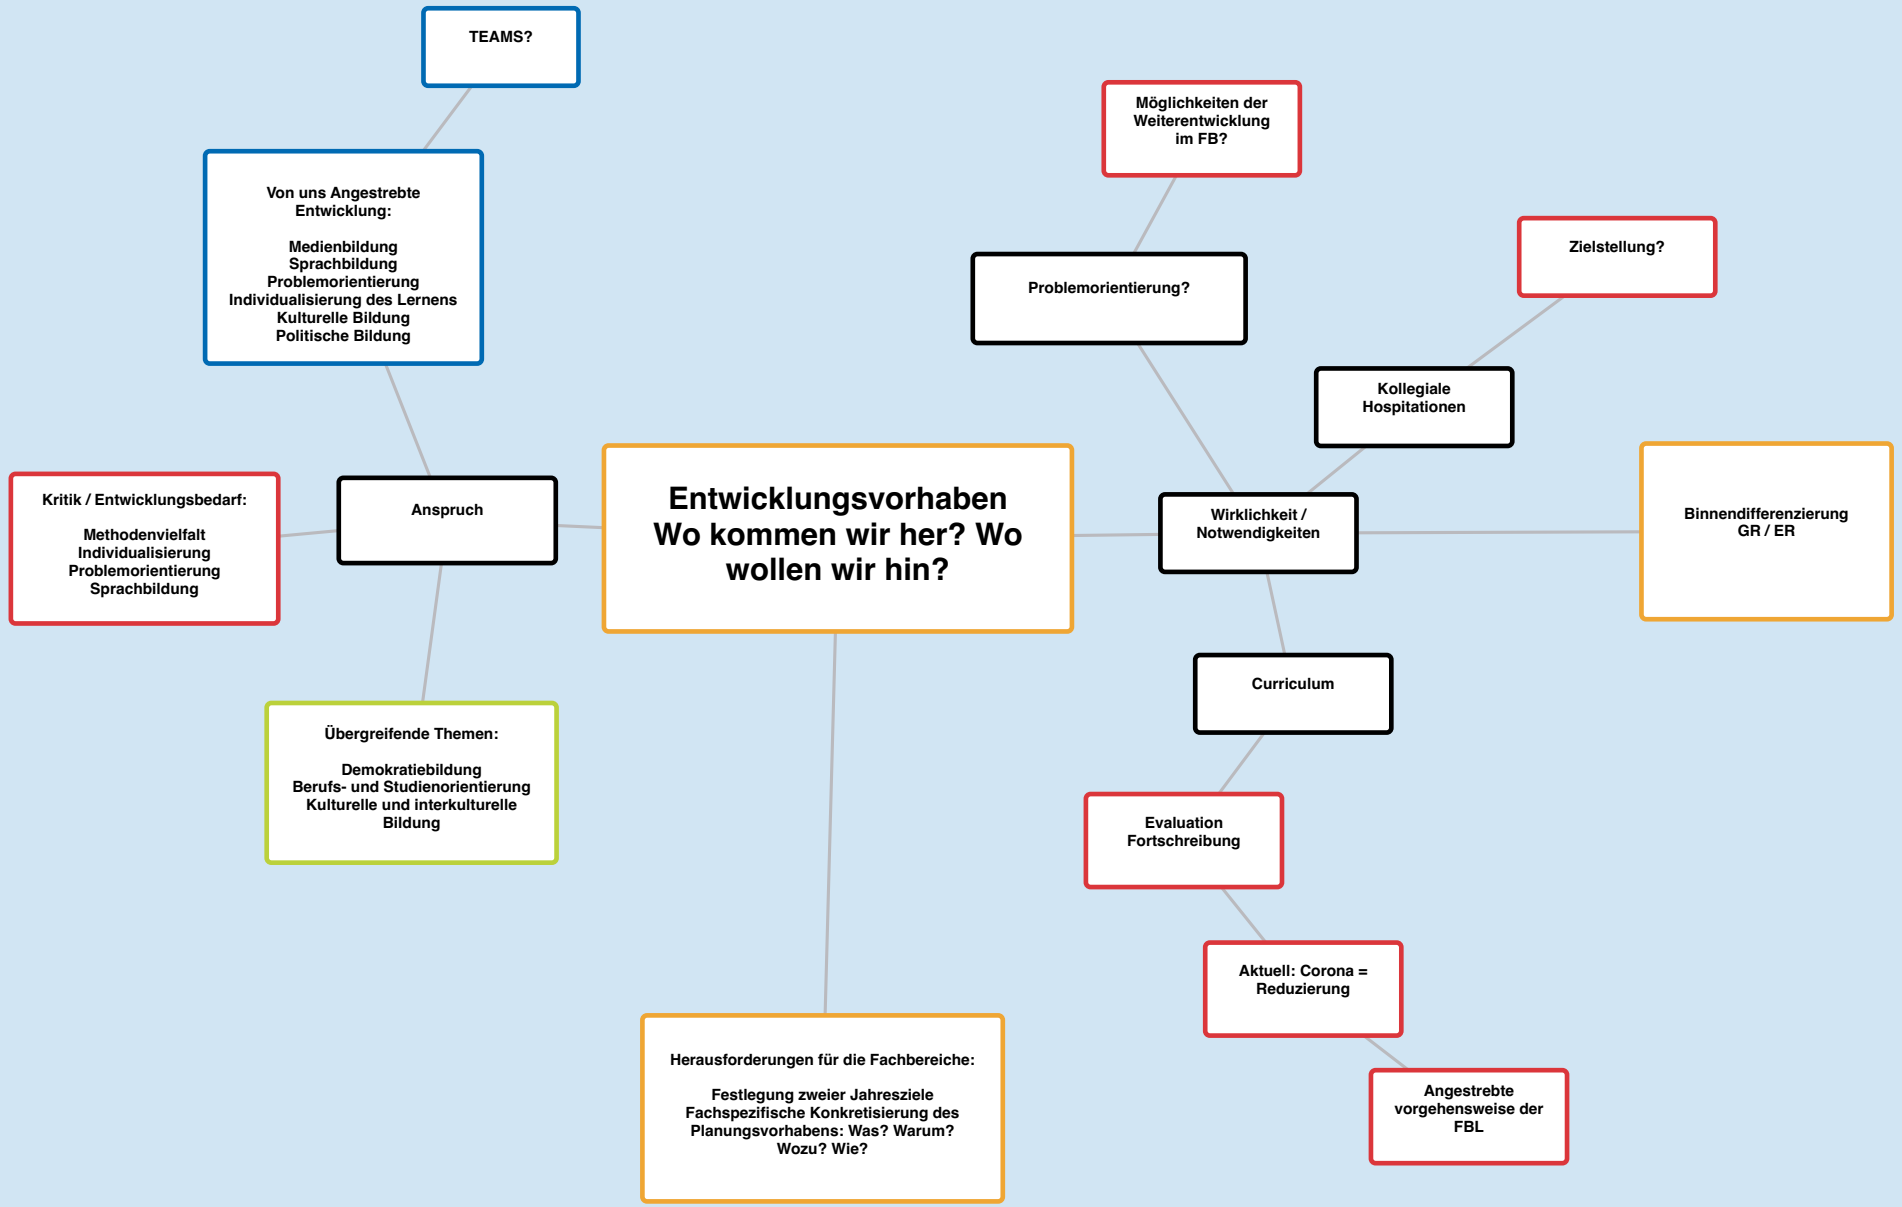 TEAMS?
Möglichkeiten der
Weiterentwicklung
im FB?
Von uns Angestrebte
Entwicklung:
Medienbildung
Sprachbildung
Problemorientierung
Individualisierung des Lernens
Kulturelle Bildung
Politische Bildung
Zielstellung?
Problemorientierung?
Kollegiale
Hospitationen
Kritik / Entwicklungsbedarf:
Methodenvielfalt
Individualisierung
Problemorientierung
Sprachbildung
Anspruch
Entwicklungsvorhaben
Wo kommen wir her? Wo
wollen wir hin?
Wirklichkeit /
Notwendigkeiten
Binnendifferenzierung
GR / ER
Curriculum
Übergreifende Themen:
Demokratiebildung
Berufs- und Studienorientierung
Kulturelle und interkulturelle
Bildung
Evaluation
Fortschreibung
Aktuell: Corona =
Reduzierung
Herausforderungen für die Fachbereiche:
Festlegung zweier Jahresziele
Fachspezifische Konkretisierung des
Planungsvorhabens: Was? Warum?
Wozu? Wie?
Angestrebte
vorgehensweise der
FBL